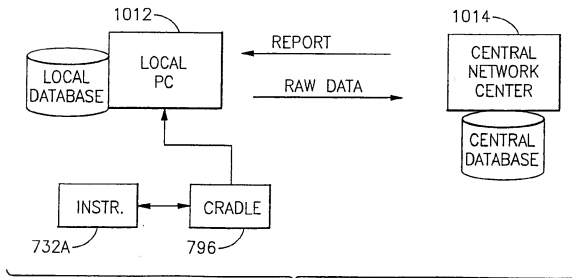 1012
1014
REPORT
LOCAL
DATABASE
LOCAL
PC
CENTRAL
NETWORK
CENTER
RAW DATA
CENTRAL
DATABASE
INSTR.
CRADLE
732A
796